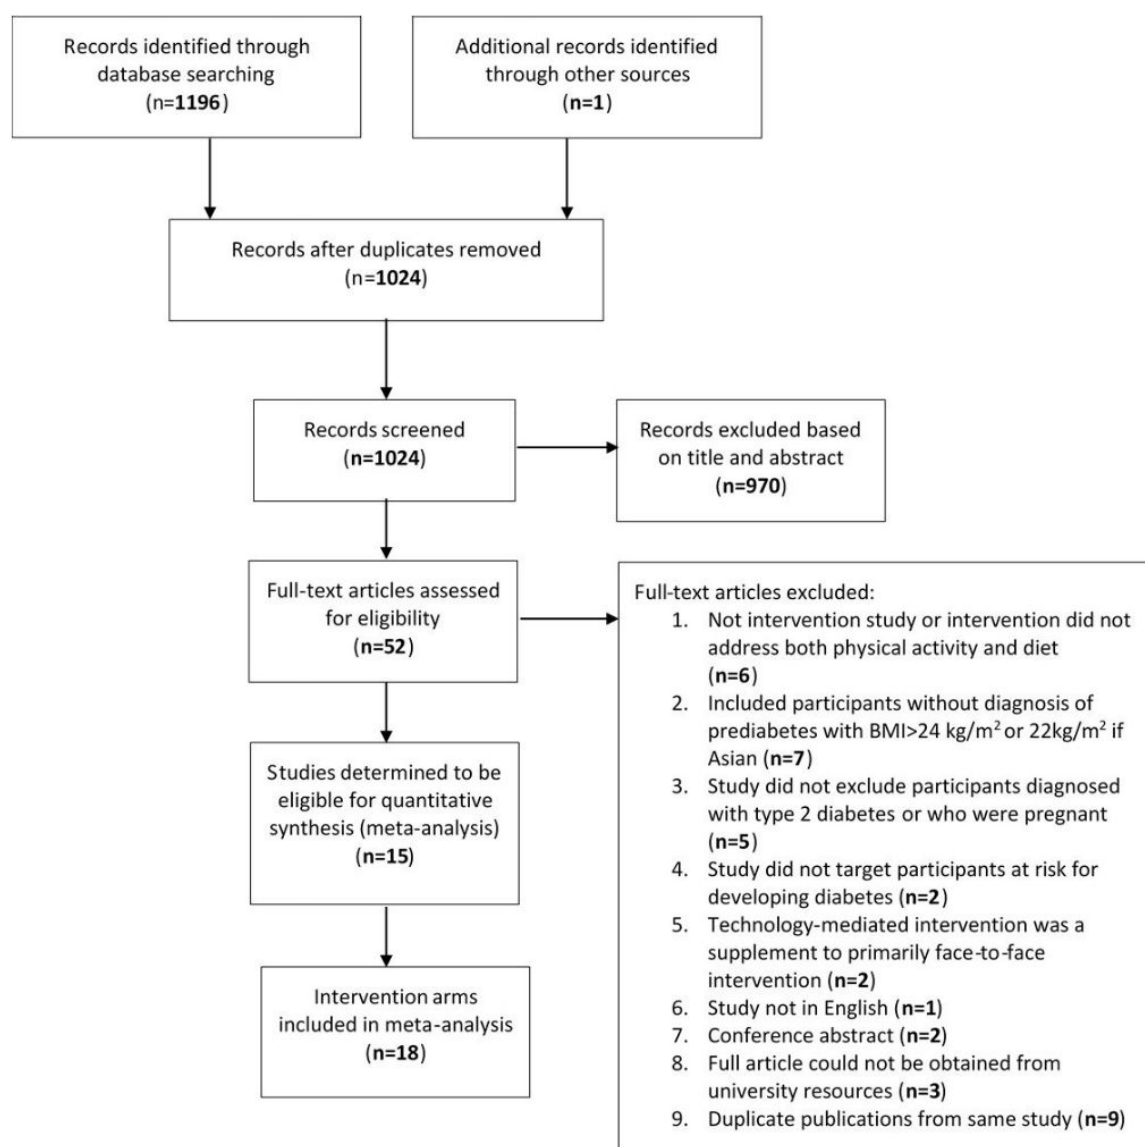 Records identified through
database searching
(n=1196)
Additional records identified
through other sources
(n=1)
Records after duplicates removed
(n=1024)
Records screened
(n=1024)
Records excluded based
on title and abstract
(n=970)
Full-text articles assessed
for eligibility
(n=52)
Full-text articles excluded:
1. Not intervention study or intervention did not
address both physical activity and diet
(n=6)
2. Included participants without diagnosis of
prediabetes with BMI>24 kg/m² or 22kg/m² if
Asian (n=7)
3. Study did not exclude participants diagnosed
with type 2 diabetes or who were pregnant
(n=5)
4. Study did not target participants at risk for
developing diabetes (n=2)
5. Technology-mediated intervention was a
supplement to primarily face-to-face
intervention (n=2)
6. Study not in English (n=1)
7. Conference abstract (n=2)
8. Full article could not be obtained from
university resources (n=3)
9. Duplicate publications from same study (n=9)
Studies determined to be
eligible for quantitative
synthesis (meta-analysis)
(n=15)
Intervention arms
included in meta-analysis
(n=18)